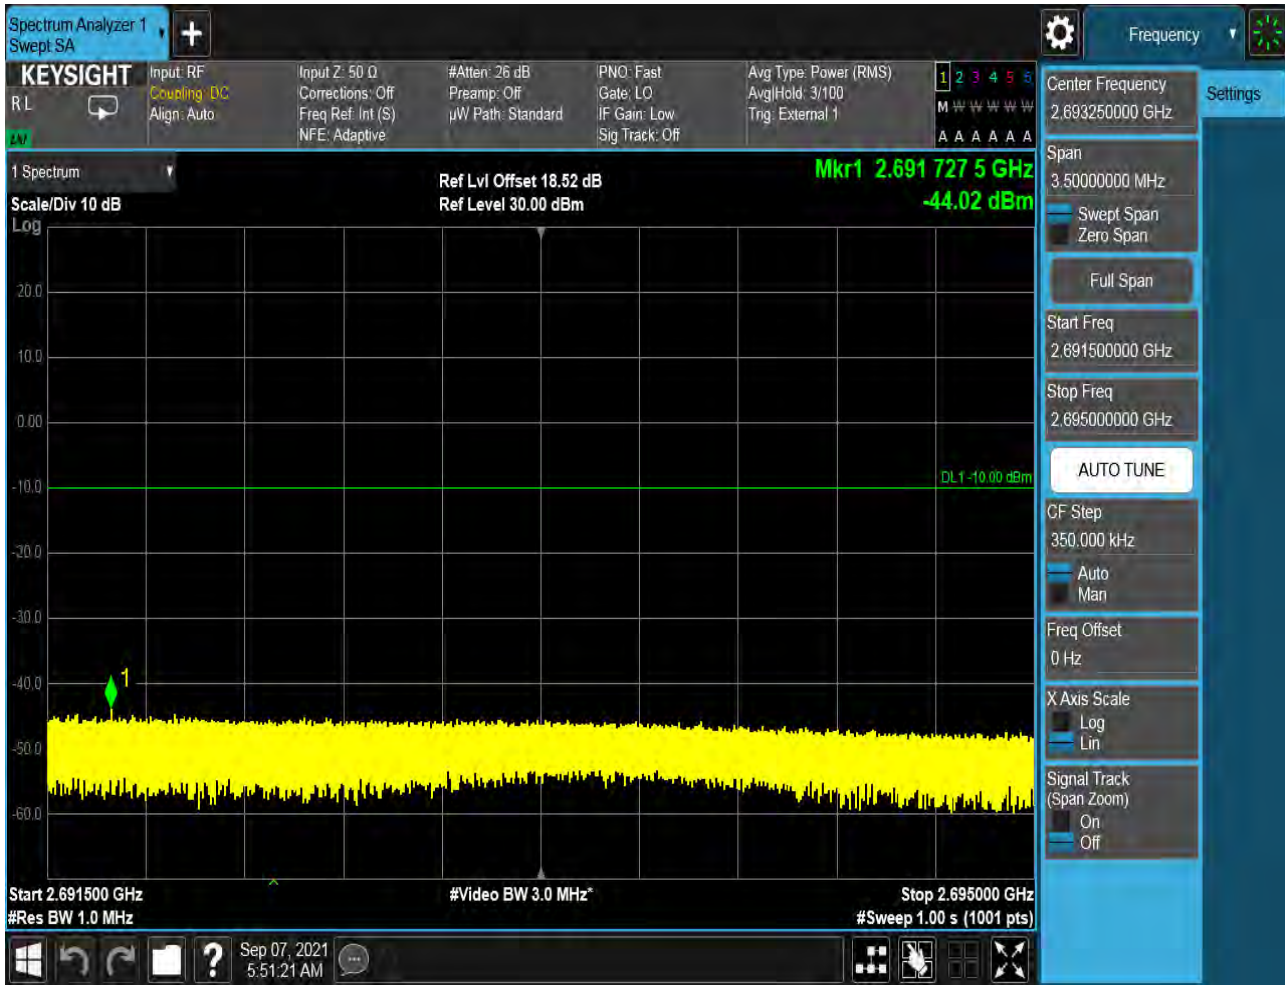 Spectrum Analyzer 1
Swept SA
Frequency
KEYSIGHT
R L
Input: RF
Coupling: DC
Align: Auto
Input Z: 50 Ω
Corrections: Off
Freq Ref: Int (S)
NFE: Adaptive
#Atten: 26 dB
Preamp: Off
µW Path: Standard
PNO: Fast
Gate: LO
IF Gain: Low
Sig Track: Off
Avg Type: Power (RMS)
Avg|Hold: 3/100
Trig: External 1
1 2 3 4 5 6
M W W W W W
A A A A A A
1 Spectrum
Scale/Div 10 dB
Ref Lvl Offset 18.52 dB
Ref Level 30.00 dBm
Mkr1 2.691 727 5 GHz
-44.02 dBm
Log
20.0
10.0
0.00
-10.0
-20.0
-30.0
-40.0
-50.0
-60.0
DL1 -10.00 dBm
1
Start 2.691500 GHz
#Res BW 1.0 MHz
#Video BW 3.0 MHz*
Stop 2.695000 GHz
#Sweep 1.00 s (1001 pts)
Center Frequency
2.693250000 GHz
Settings
Span
3.50000000 MHz
Swept Span
Zero Span
Full Span
Start Freq
2.691500000 GHz
Stop Freq
2.695000000 GHz
AUTO TUNE
CF Step
350.000 kHz
Auto
Man
Freq Offset
0 Hz
X Axis Scale
Log
Lin
Signal Track
(Span Zoom)
On
Off
?
Sep 07, 2021
5:51:21 AM